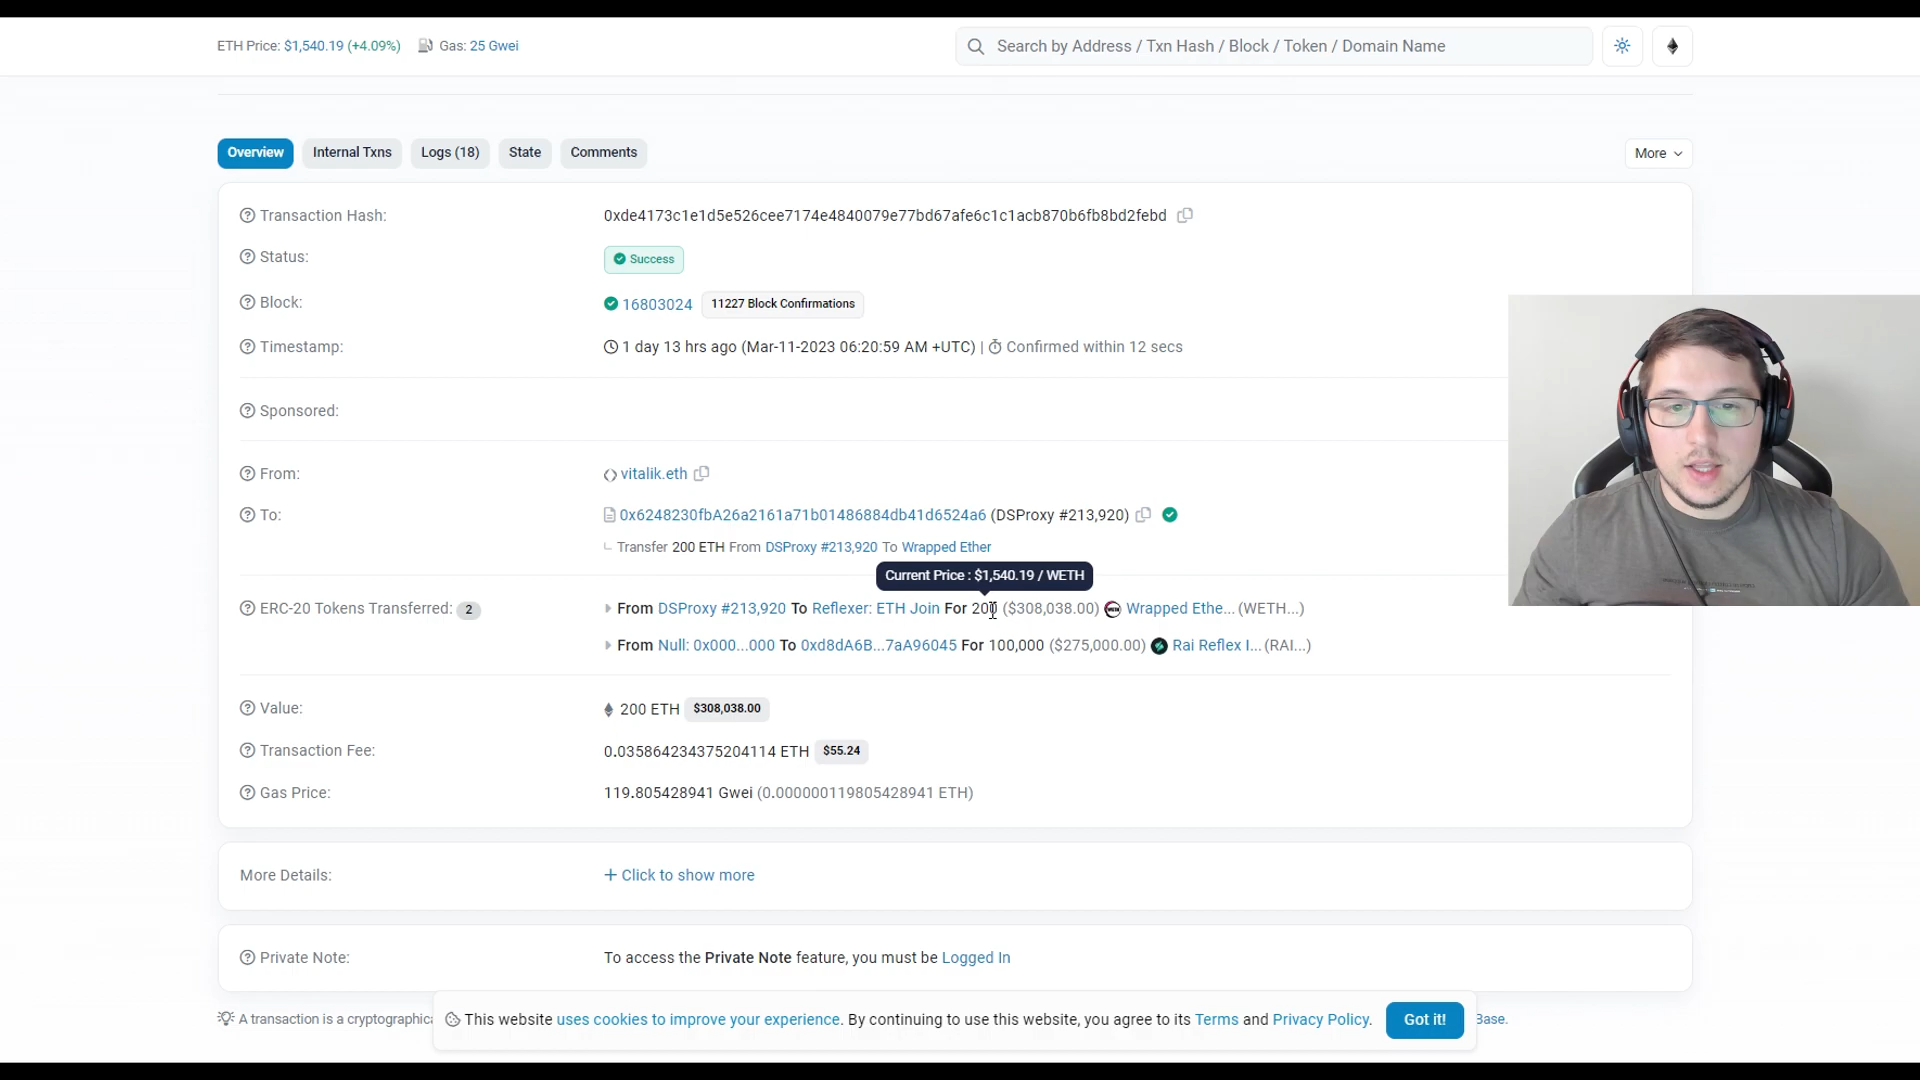 ETH Price: $1,540.19 (+4.09%) Gas: 25 Gwei
Search by Address / Txn Hash / Block / Token / Domain Name
Overview Internal Txns Logs (18) State Comments More
Transaction Hash: 0xde4173c1e1d5e526cee7174e4840079e77bd67afe6c1c1acb870b6fb8bd2febd
Status: Success
Block: 16803024 11227 Block Confirmations
Timestamp: 1 day 13 hrs ago (Mar-11-2023 06:20:59 AM +UTC) | Confirmed within 12 secs
Sponsored:
From: vitalik.eth
To: 0x6248230fbA26a2161a71b01486884db41d6524a6 (DSProxy #213,920)
Transfer 200 ETH From DSProxy #213,920 To Wrapped Ether
Current Price : $1,540.19 / WETH
ERC-20 Tokens Transferred: 2 From DSProxy #213,920 To Reflexer: ETH Join For 200 ($308,038.00) Wrapped Ethe... (WETH...)
From Null: 0x000...000 To 0xd8dA6B...7aA96045 For 100,000 ($275,000.00) Rai Reflex I... (RAI...)
Value: 200 ETH $308,038.00
Transaction Fee: 0.035864234375204114 ETH $55.24
Gas Price: 119.805428941 Gwei (0.000000119805428941 ETH)
More Details: + Click to show more
Private Note: To access the Private Note feature, you must be Logged In
A transaction is a cryptographica
This website uses cookies to improve your experience. By continuing to use this website, you agree to its Terms and Privacy Policy. Got it! Base.